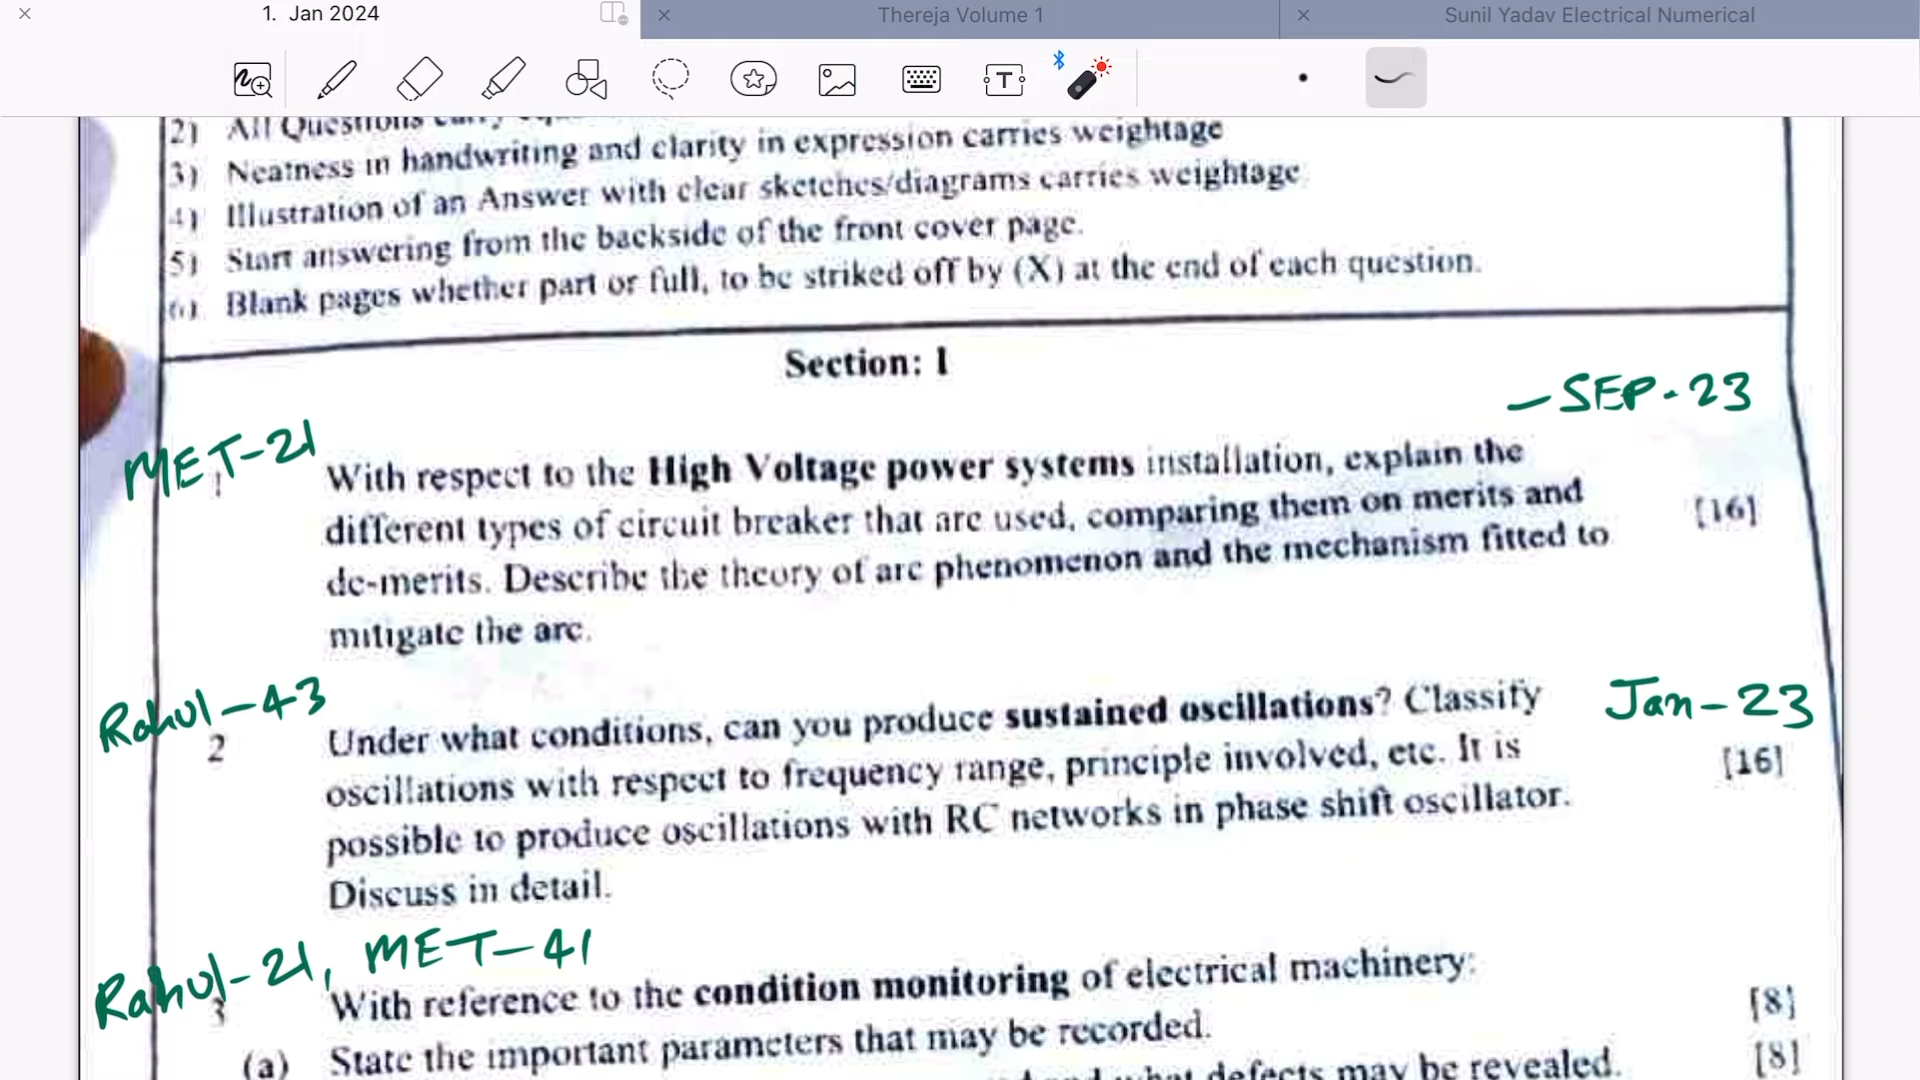 1. Jan 2024
Thereja Volume 1
Sunil Yadav Electrical Numerical
T
2) All Questions carry
3) Neatness in handwriting and clarity in expression carries weightage
4) Illustration of an Answer with clear sketches/diagrams carries weightage
5) Start answering from the backside of the front cover page.
6) Blank pages whether part or full, to be striked off by (X) at the end of each question.
Section: I
- SEP-23
MET-21
1 With respect to the High Voltage power systems installation, explain the
different types of circuit breaker that are used, comparing them on merits and [16]
de-merits. Describe the theory of arc phenomenon and the mechanism fitted to
mitigate the arc.
Rahul-43
Jan-23
2 Under what conditions, can you produce sustained oscillations? Classify
oscillations with respect to frequency range, principle involved, etc. It is [16]
possible to produce oscillations with RC networks in phase shift oscillator.
Discuss in detail.
Rahul-21, MET-41
3 With reference to the condition monitoring of electrical machinery:
(a) State the important parameters that may be recorded. [8]
what defects may be revealed. [8]